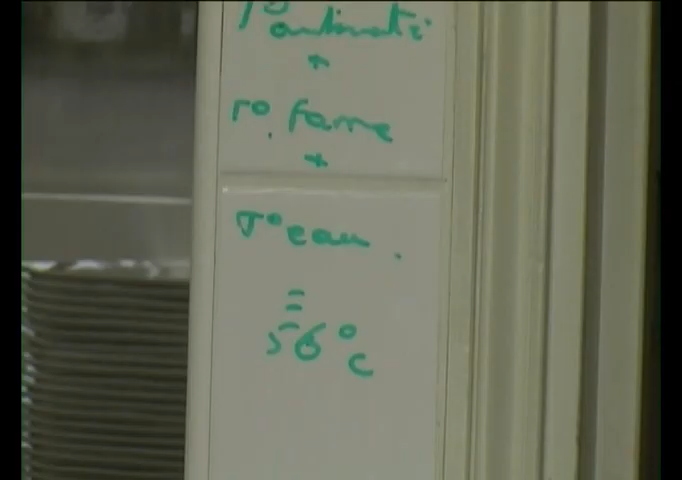 T°
+
T° farine
+
T° eau.
=
56°C